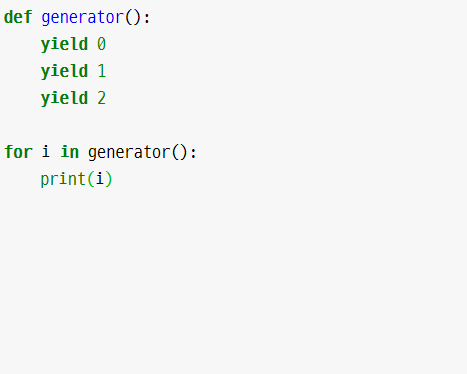 def generator():
    yield 0
    yield 1
    yield 2

for i in generator():
    print(i)